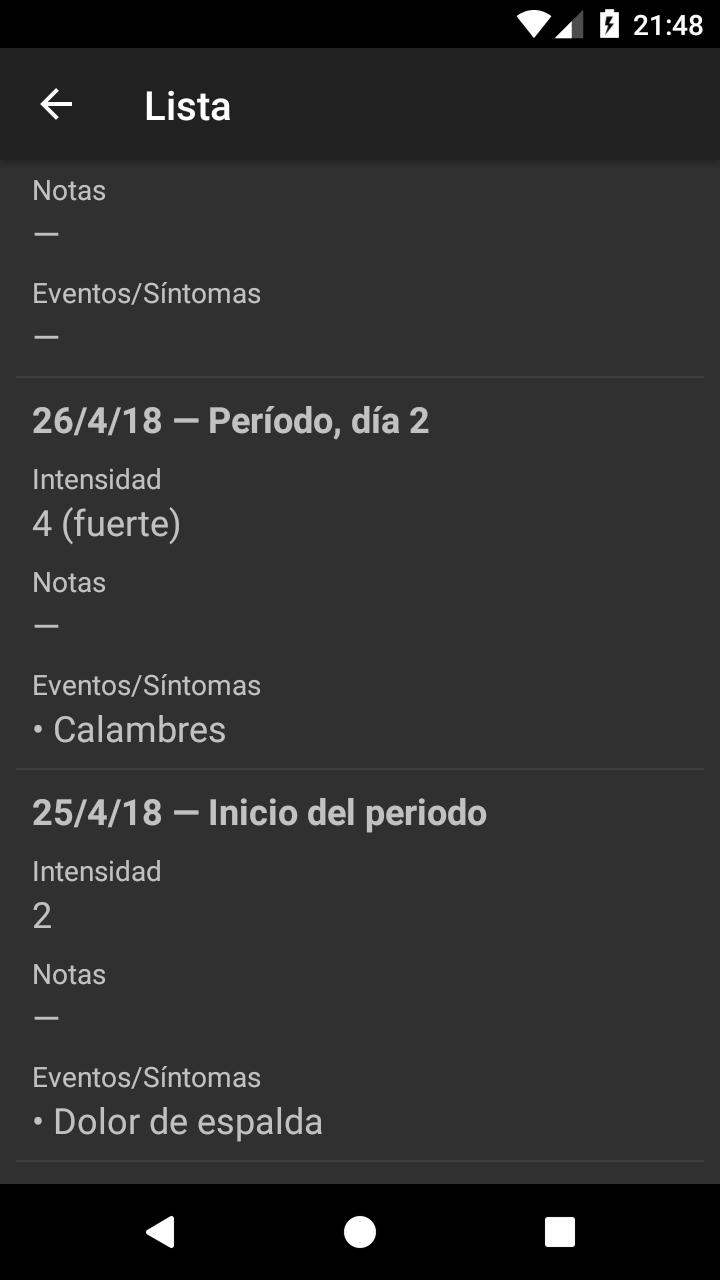 21:48
Lista
Notas
—
Eventos/Síntomas
—
26/4/18 — Período, día 2
Intensidad
4 (fuerte)
Notas
—
Eventos/Síntomas
• Calambres
25/4/18 — Inicio del periodo
Intensidad
2
Notas
—
Eventos/Síntomas
• Dolor de espalda